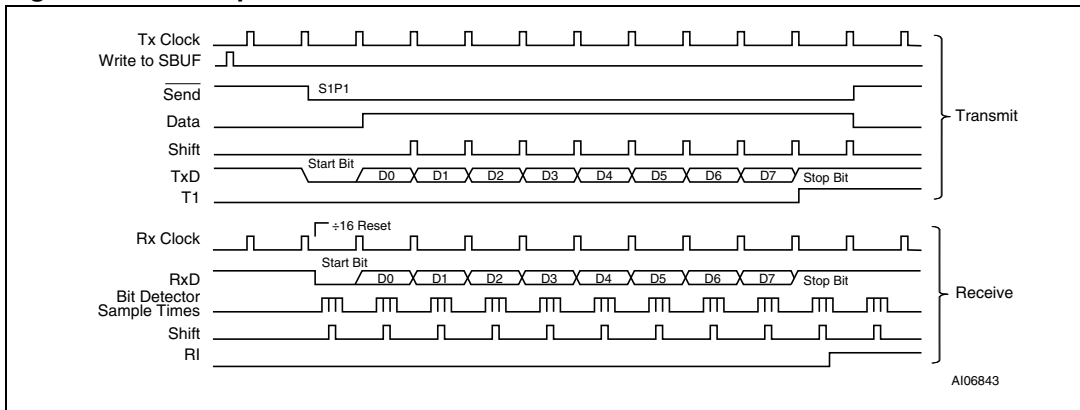 Tx Clock
Write to SBUF
Send
S1P1
Data
Transmit
Shift
Start Bit
TxD
D0 D1 D2 D3 D4 D5 D6 D7
Stop Bit
T1
÷16 Reset
Rx Clock
Start Bit
RxD
D0 D1 D2 D3 D4 D5 D6 D7
Stop Bit
Bit Detector
Sample Times
Receive
Shift
RI
AI06843